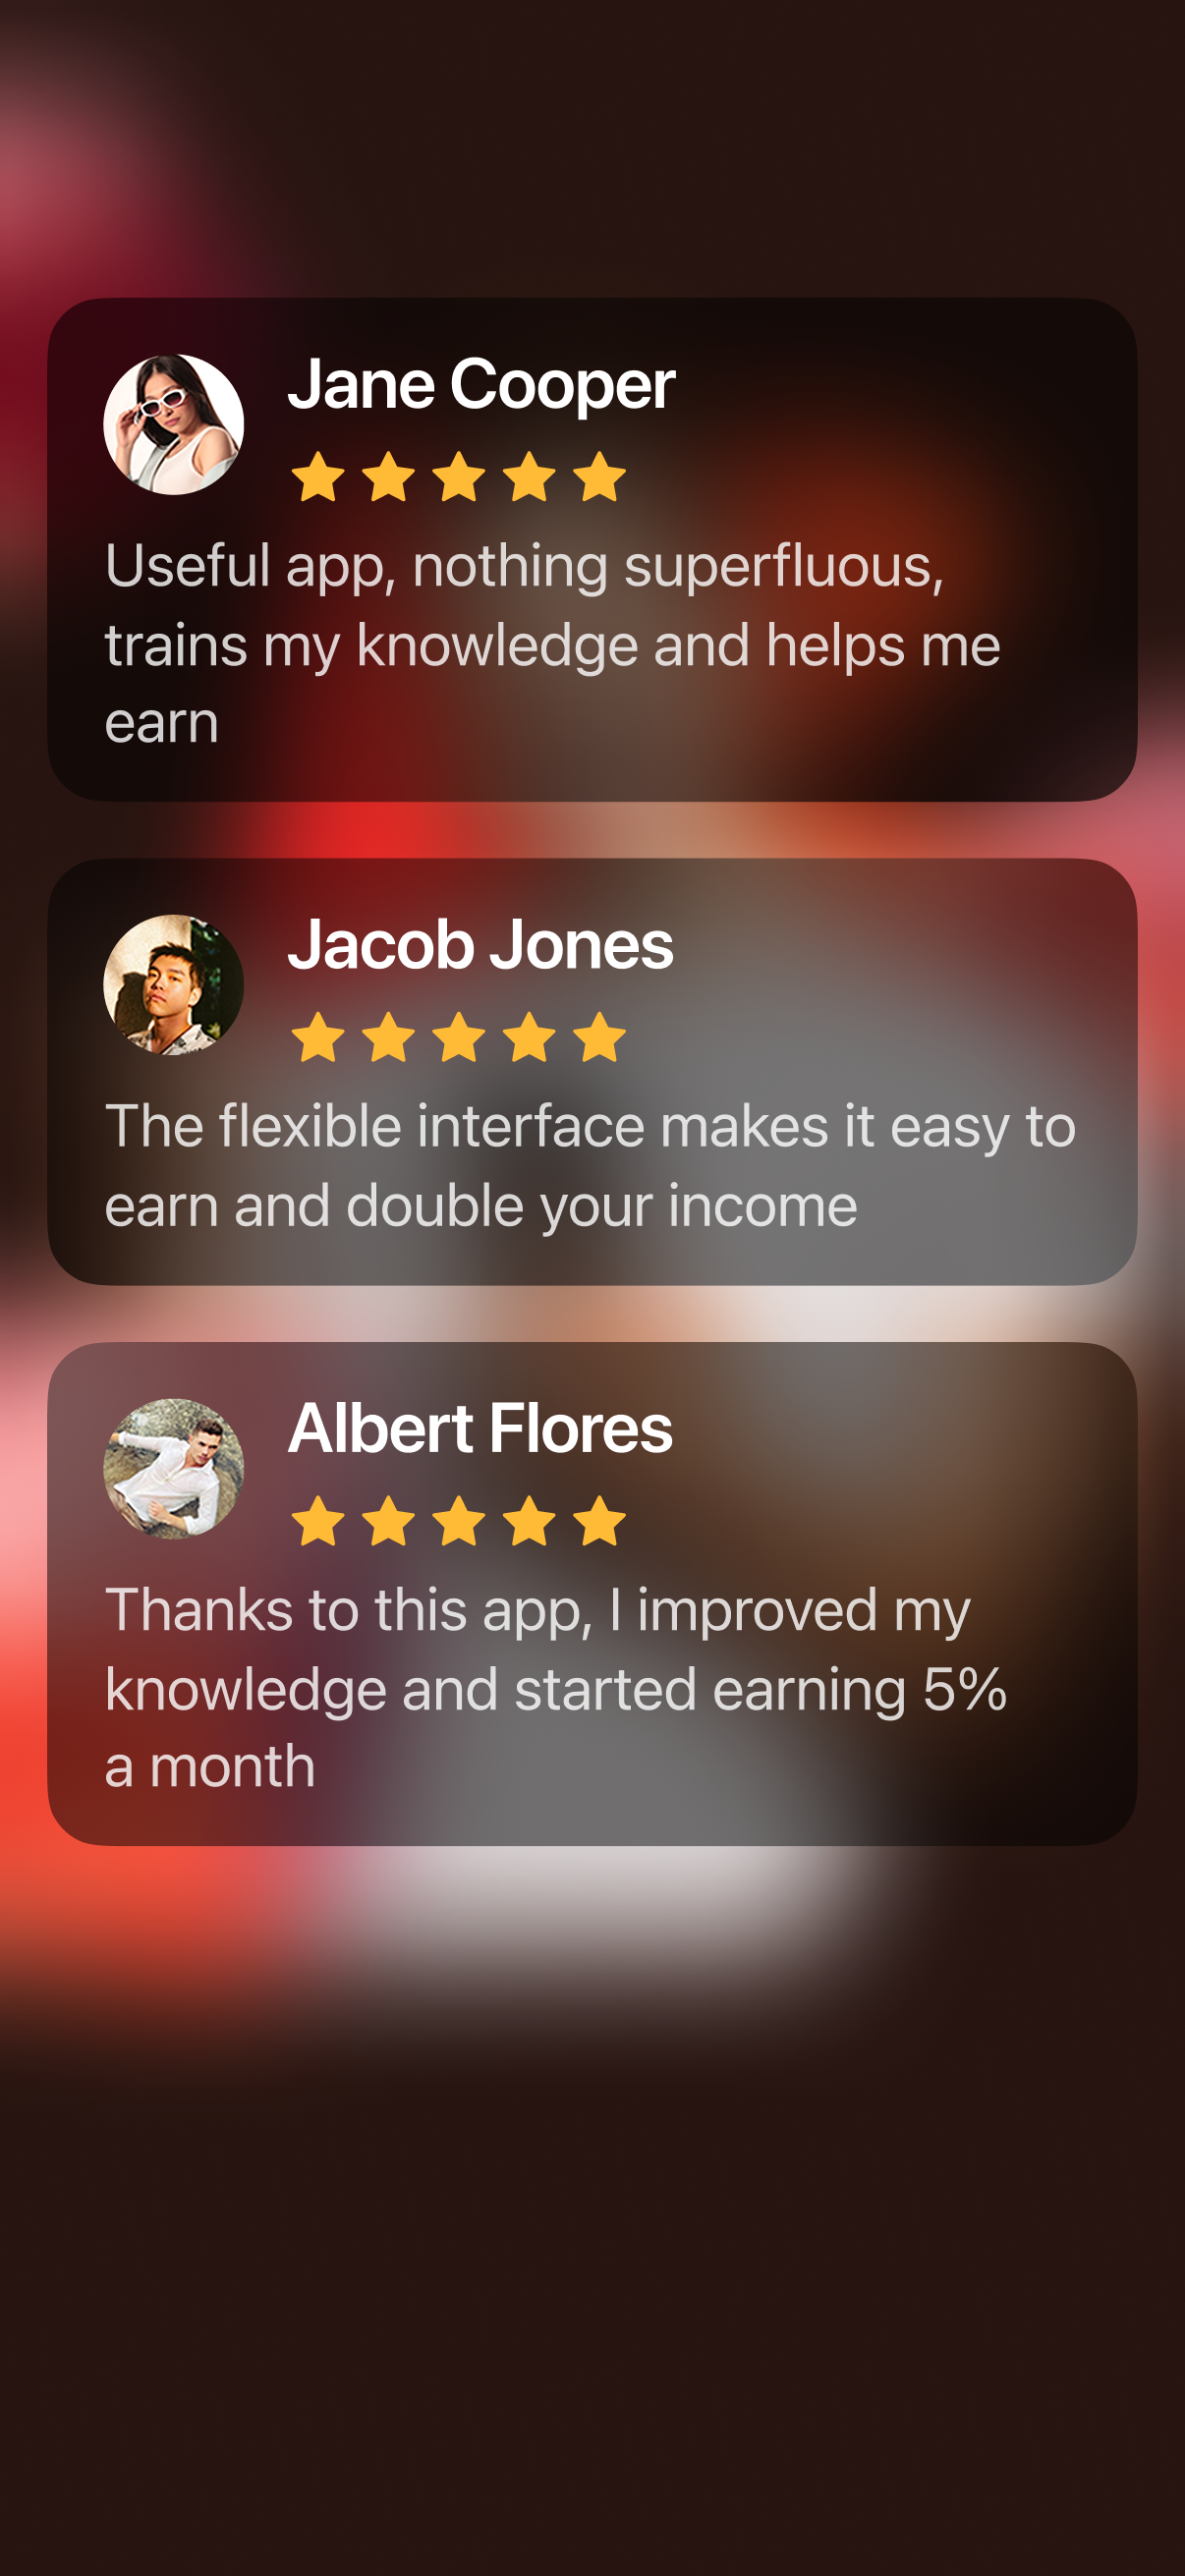 Jane Cooper
Useful app, nothing superfluous,
trains my knowledge and helps me
earn
Jacob Jones
The flexible interface makes it easy to
earn and double your income
Albert Flores
Thanks to this app, I improved my
knowledge and started earning 5%
a month